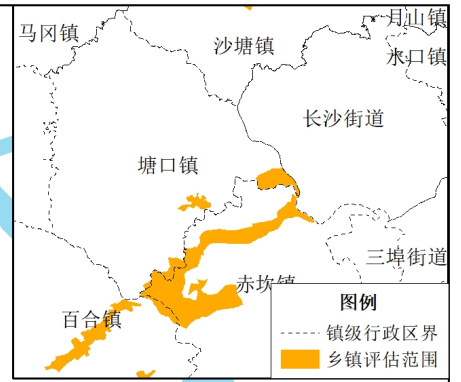 月山镇
马冈镇
沙塘镇
水口镇
长沙街道
塘口镇
三埠街道
赤坎镇
百合镇
图例
镇级行政区界
乡镇评估范围